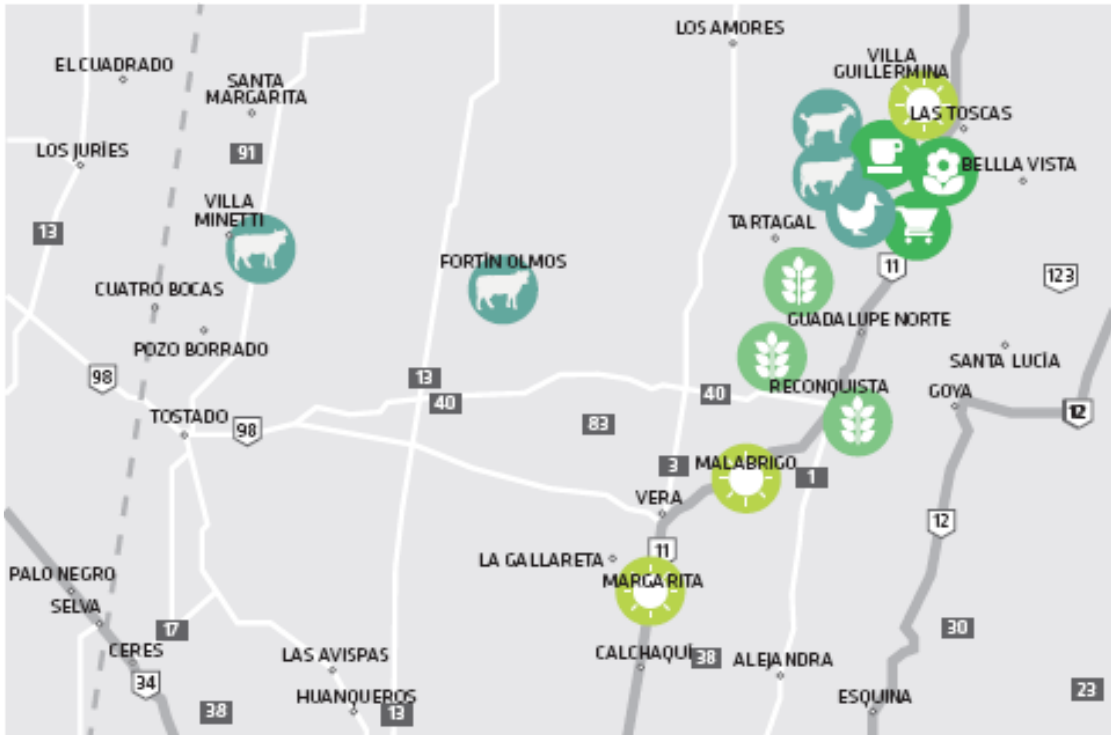 LOS AMORES
VILLA
GUILLERMINA
EL CUADRADO
SANTA
MARGARITA
LAS TOSCAS
LOS JURÍES
91
BELLLA VISTA
VILLA
MINETTI
13
TARTAGAL
FORTÍN OLMOS
11
123
CUATRO BOCAS
GUADALUPE NORTE
POZO BORRADO
SANTA LUCÍA
98
13
RECONQUISTA
40
40
GOYA
TOSTADO
98
83
12
MALABRIGO
3
1
VERA
12
11
LA GALLARETA
PALO NEGRO
MARGARITA
SELVA
17
30
CERES
LAS AVISPAS
CALCHAQUÍ
38
ALEJANDRA
34
HUANQUEROS
ESQUINA
23
38
13